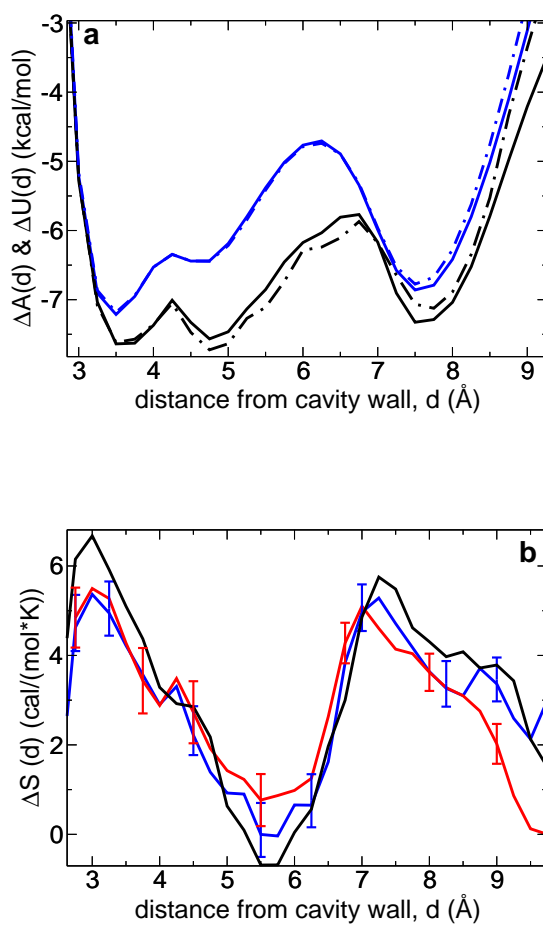 a
-3
-4
-5
-6
-7
ΔA(d) & ΔU(d) (kcal/mol)
3 4 5 6 7 8 9
distance from cavity wall, d (Å)
b
6
4
2
0
ΔS (d) (cal/(mol*K))
3 4 5 6 7 8 9
distance from cavity wall, d (Å)